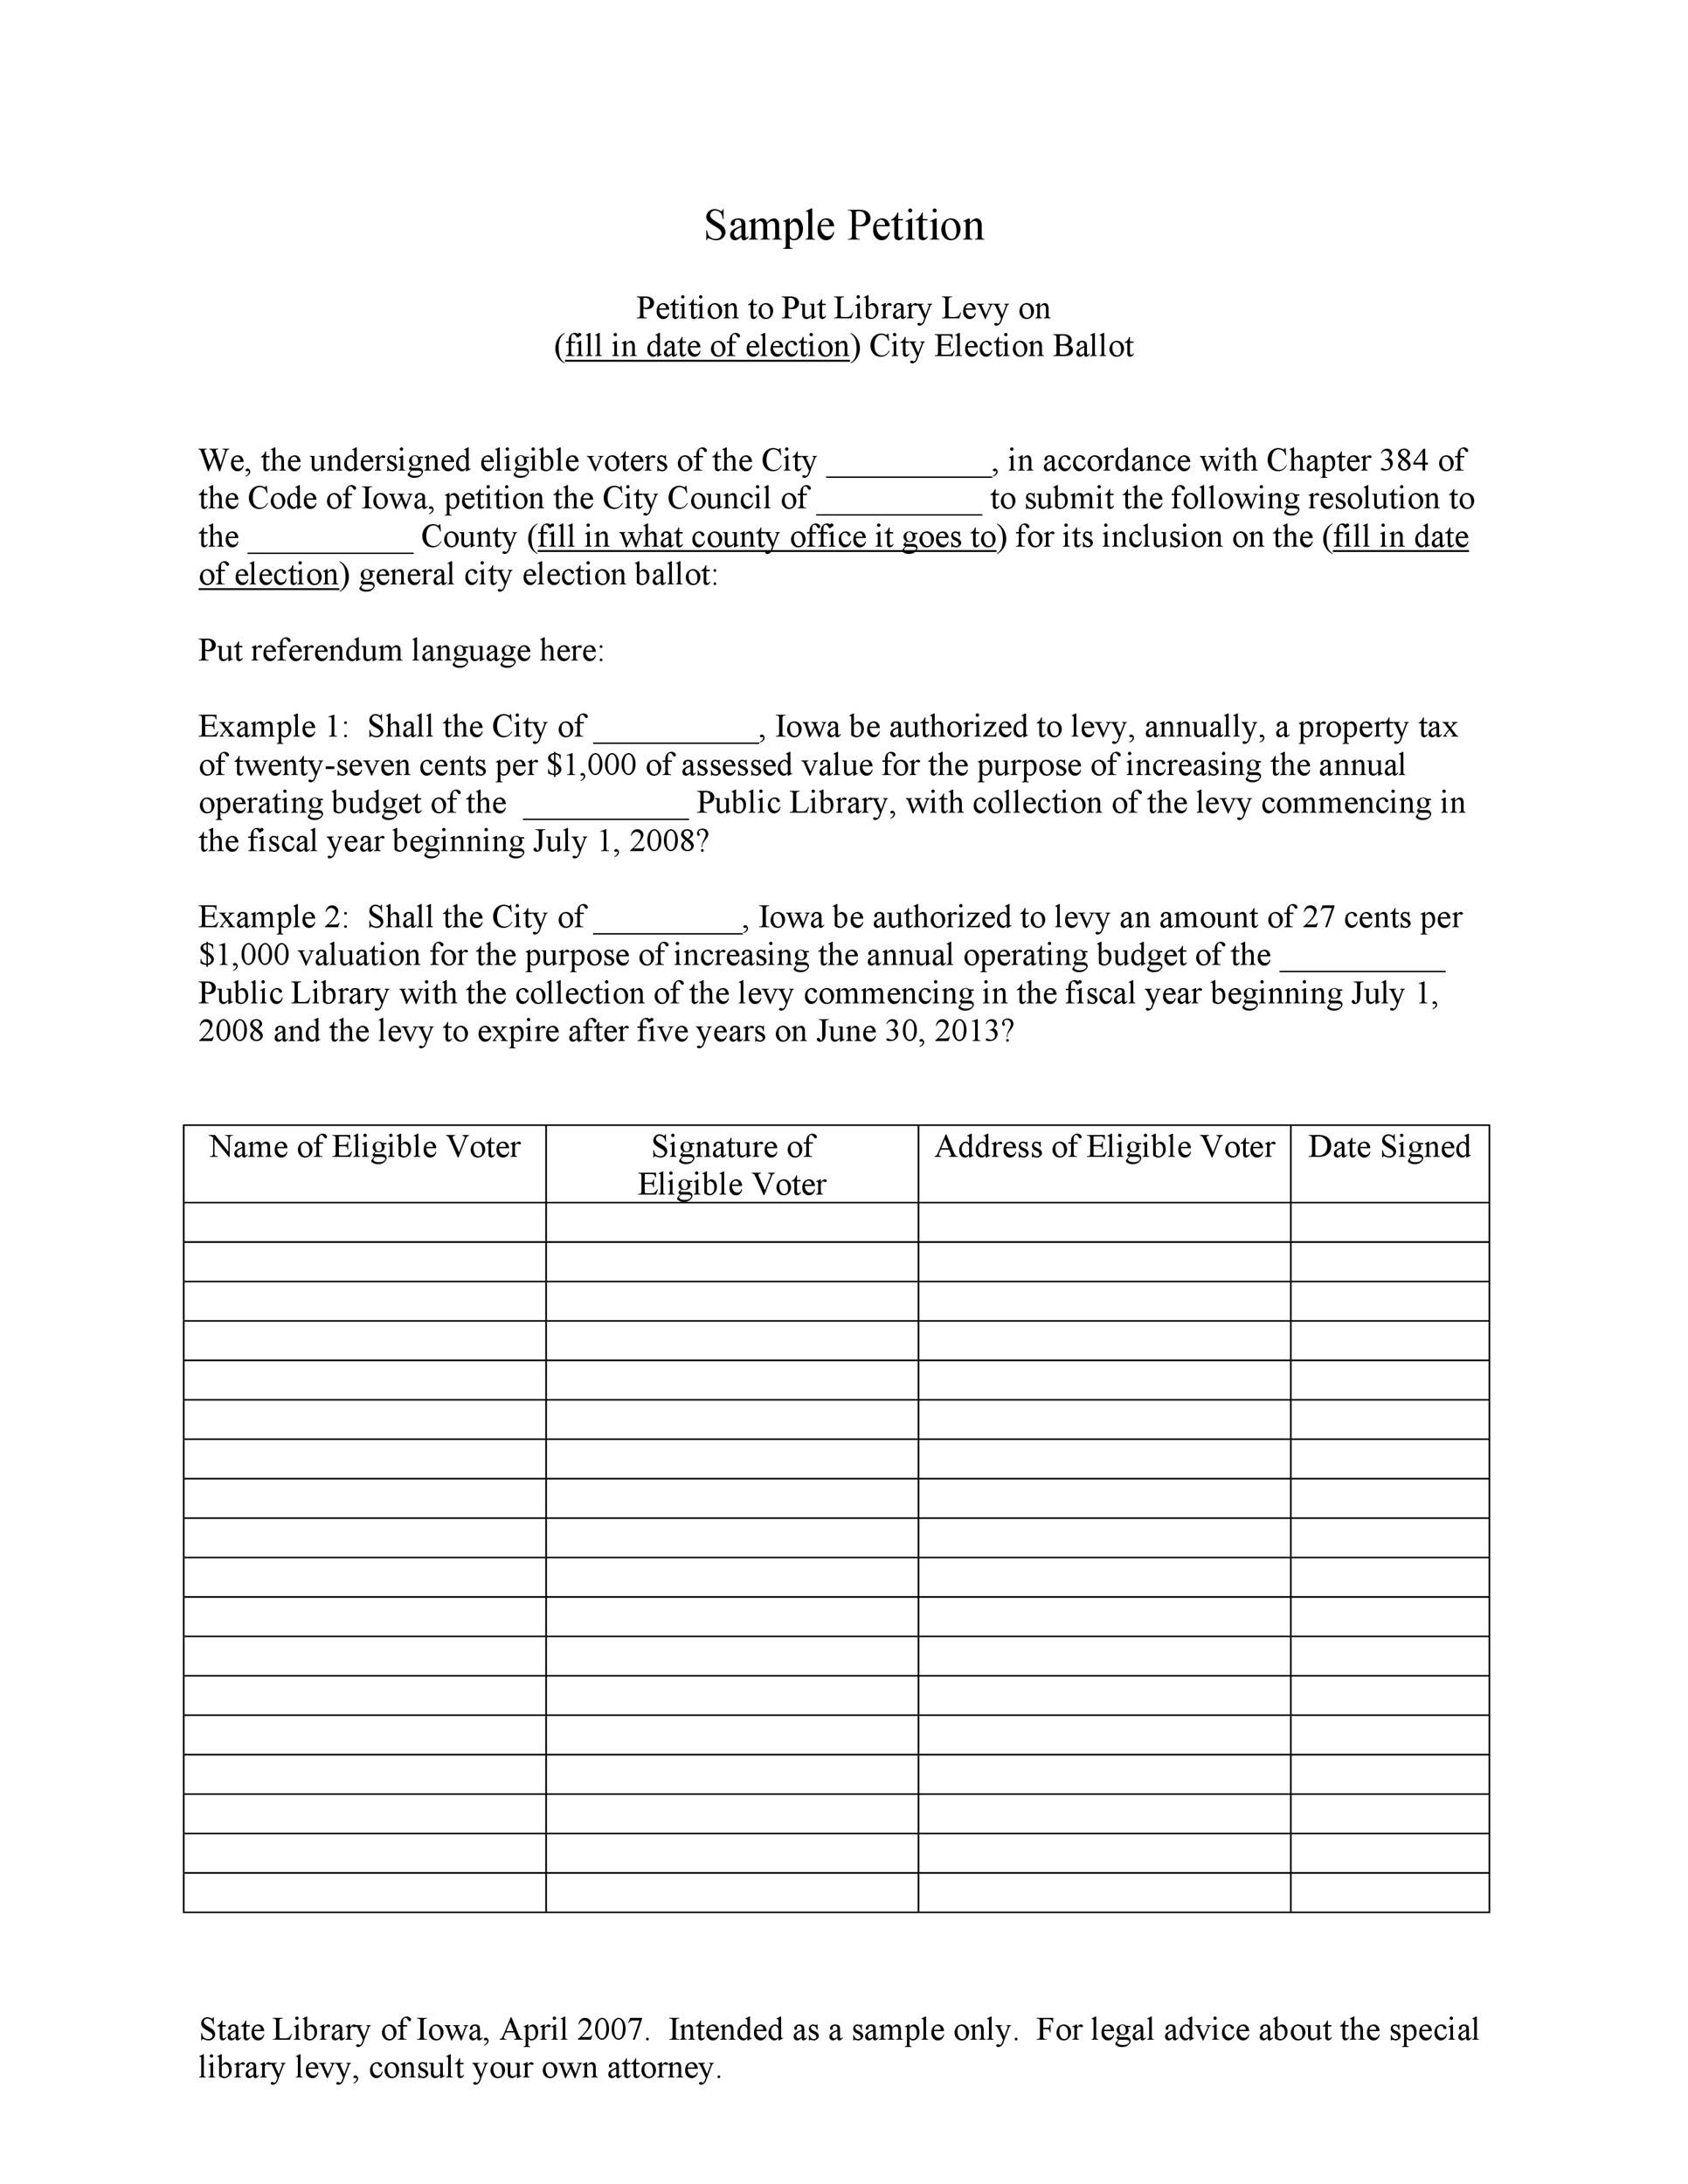 Sample Petition
Petition to Put Library Levy on
(fill in date of election) City Election Ballot
We, the undersigned eligible voters of the City __________, in accordance with Chapter 384 of
the Code of Iowa, petition the City Council of __________ to submit the following resolution to
the __________ County (fill in what county office it goes to) for its inclusion on the (fill in date
of election) general city election ballot:
Put referendum language here:
Example 1:  Shall the City of __________, Iowa be authorized to levy, annually, a property tax
of twenty-seven cents per $1,000 of assessed value for the purpose of increasing the annual
operating budget of the  __________ Public Library, with collection of the levy commencing in
the fiscal year beginning July 1, 2008?
Example 2:  Shall the City of _________, Iowa be authorized to levy an amount of 27 cents per
$1,000 valuation for the purpose of increasing the annual operating budget of the __________
Public Library with the collection of the levy commencing in the fiscal year beginning July 1,
2008 and the levy to expire after five years on June 30, 2013?
Name of Eligible Voter Signature of Address of Eligible Voter Date Signed
Eligible Voter
State Library of Iowa, April 2007.  Intended as a sample only.  For legal advice about the special
library levy, consult your own attorney.